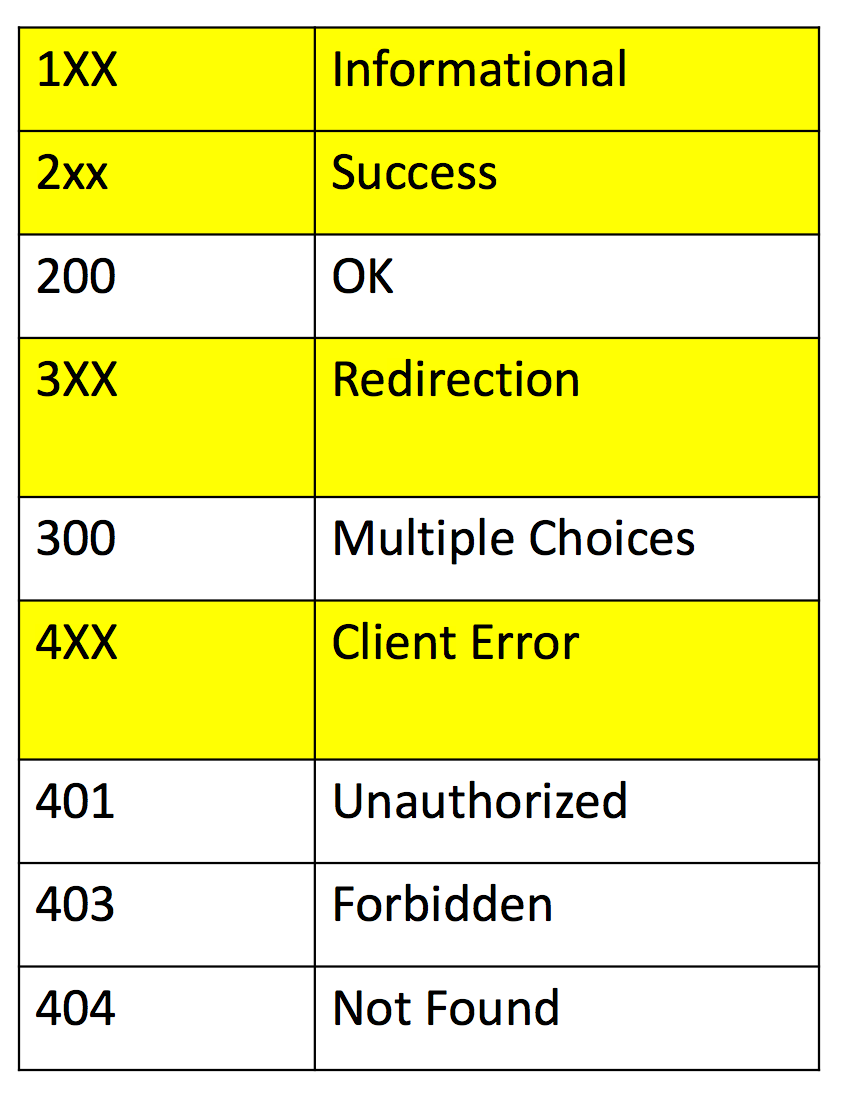 1XX Informational
2xx Success
200 OK
3XX Redirection
300 Multiple Choices
4XX Client Error
401 Unauthorized
403 Forbidden
404 Not Found